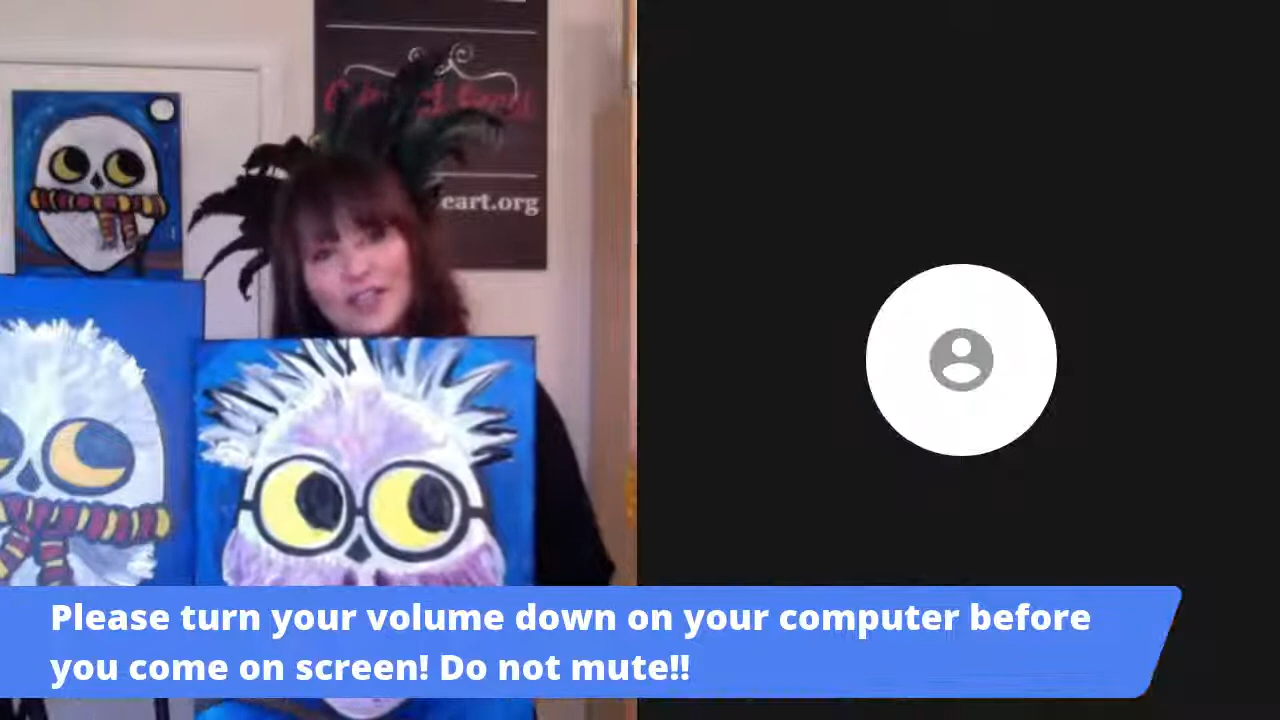 eart.org
Please turn your volume down on your computer before
you come on screen! Do not mute!!